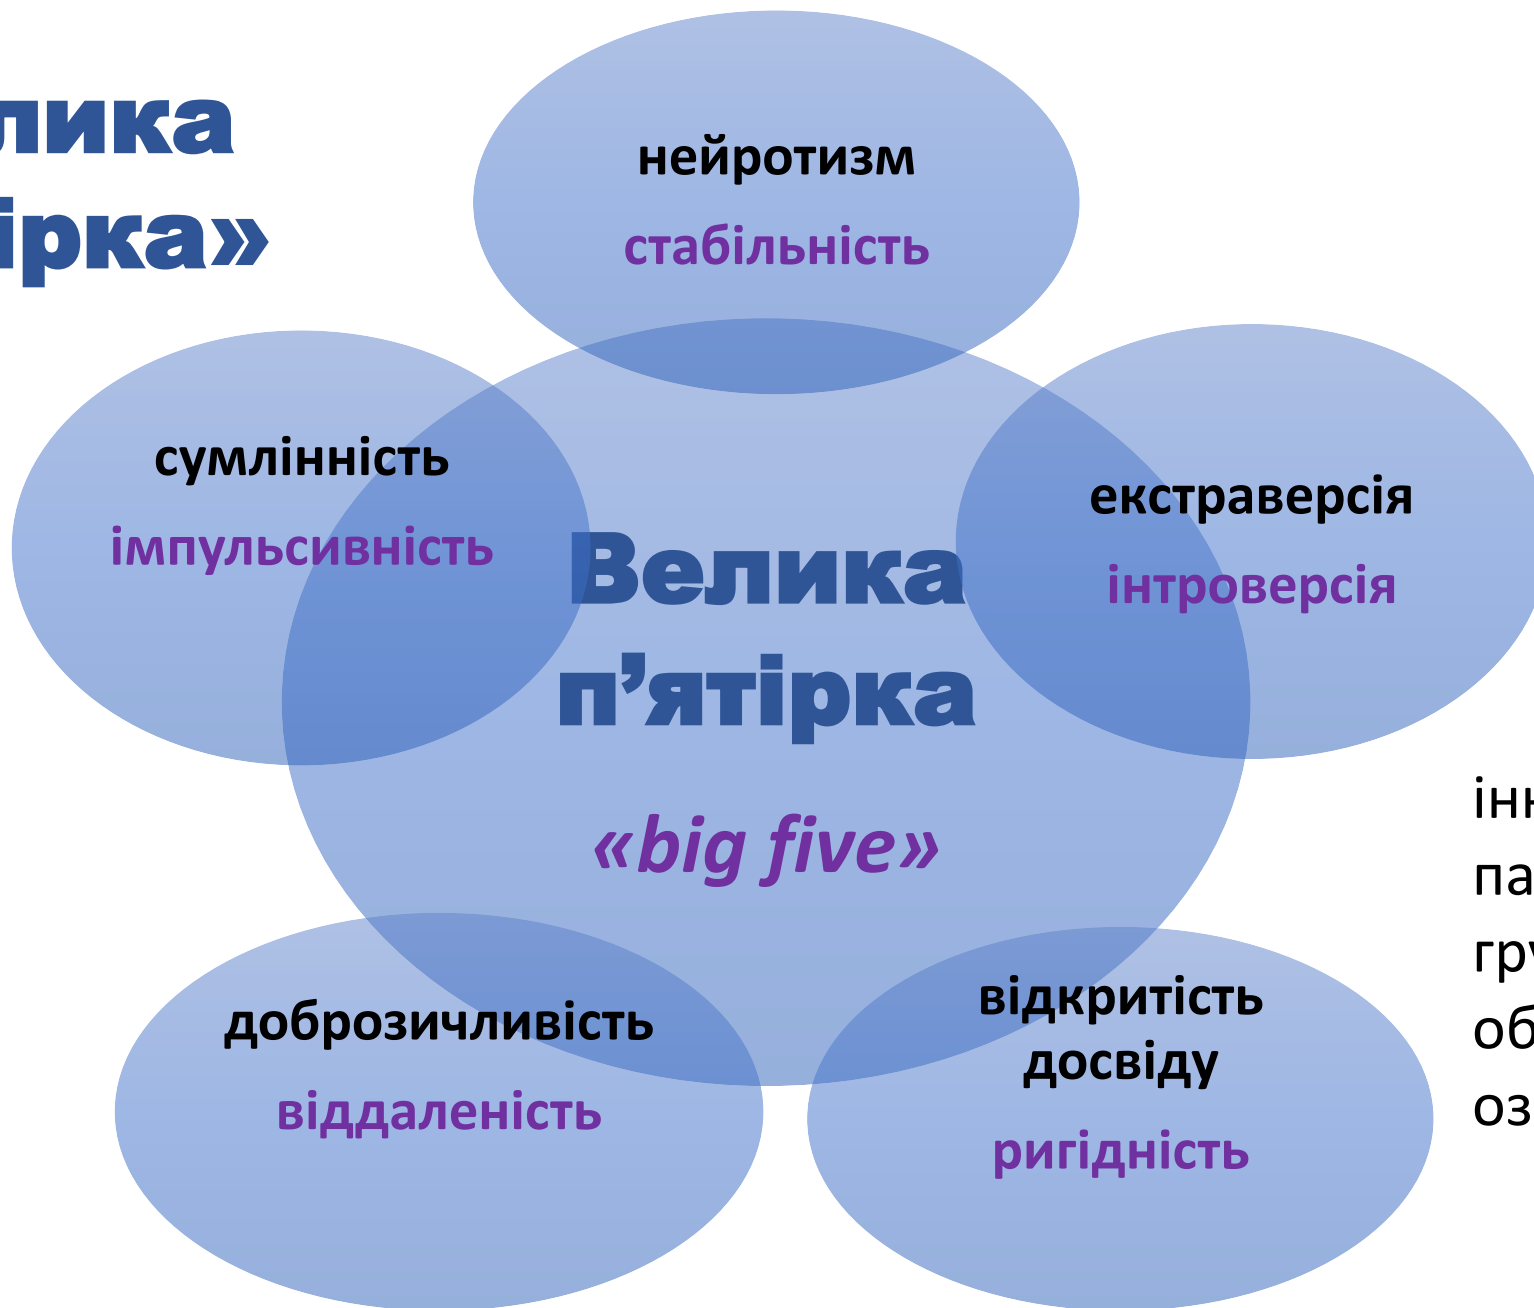 нейротизм
стабільність
екстраверсія
інтроверсія
відкритість
досвіду
ригідність
доброзичливість
віддаленість
сумлінність
імпульсивність
Велика
п’ятірка
«big five»